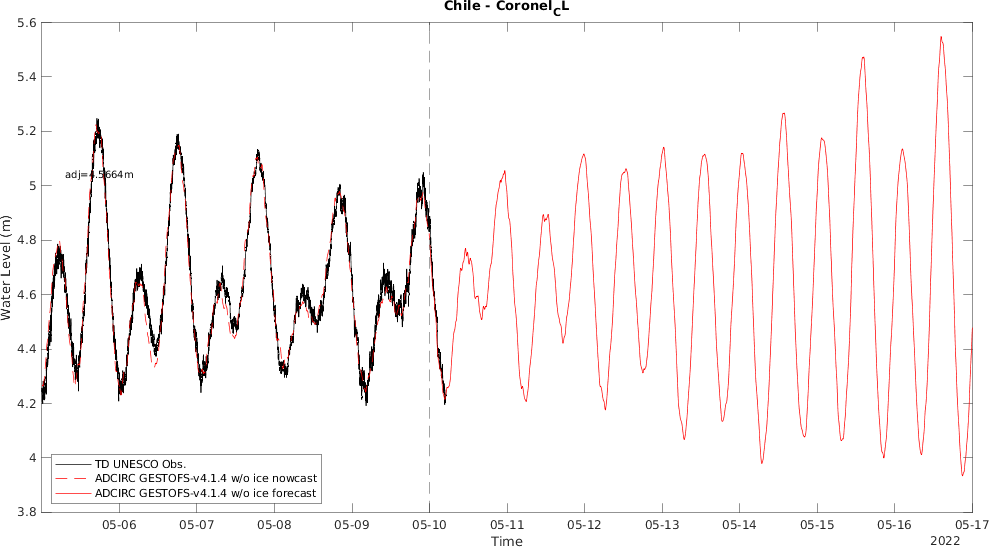 Chile - Coronel_CL
5.6
5.4
5.2
5
4.8
4.6
4.4
4.2
4
3.8
Water Level (m)
adj=4.5664m
TD UNESCO Obs.
ADCIRC GESTOFS-v4.1.4 w/o ice nowcast
ADCIRC GESTOFS-v4.1.4 w/o ice forecast
05-06 05-07 05-08 05-09 05-10 05-11 05-12 05-13 05-14 05-15 05-16 05-17
Time
2022